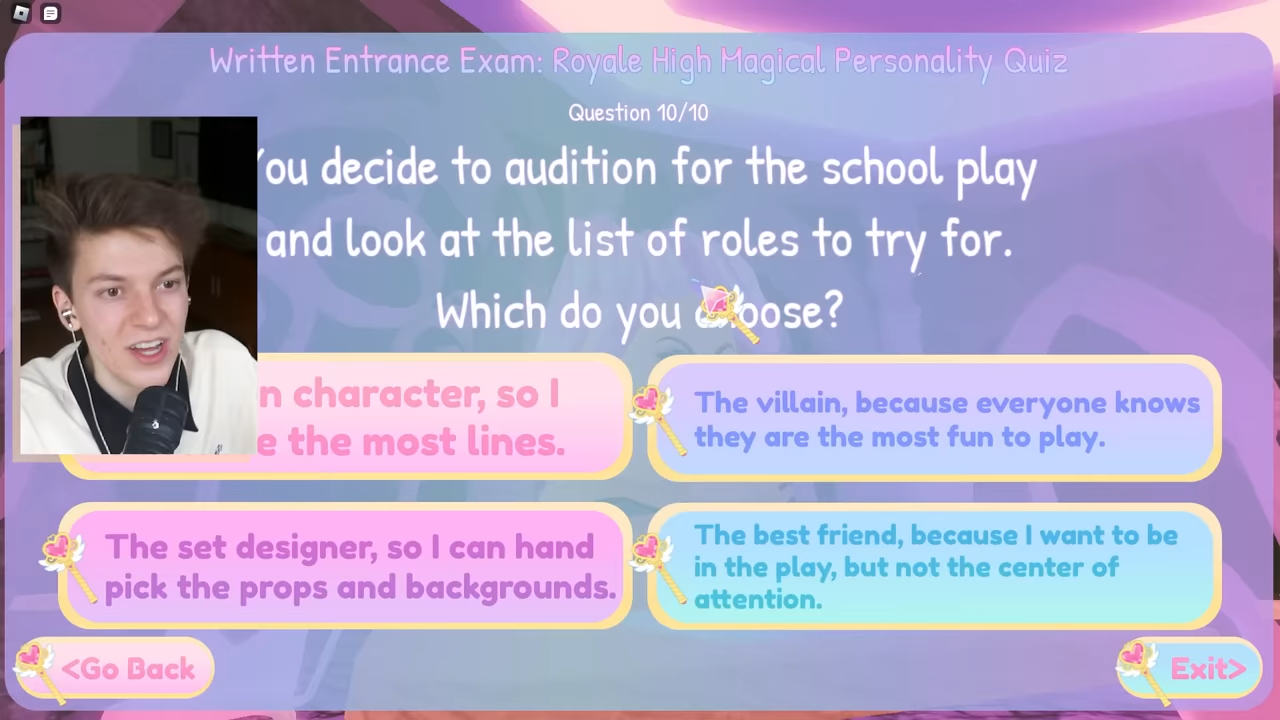 Written Entrance Exam: Royale High Magical Personality Quiz
Question 10/10
You decide to audition for the school play
and look at the list of roles to try for.
Which do you choose?
character, so I
the most lines.
The villain, because everyone knows
they are the most fun to play.
The set designer, so I can hand
pick the props and backgrounds.
The best friend, because I want to be
in the play, but not the center of
attention.
<Go Back
Exit>